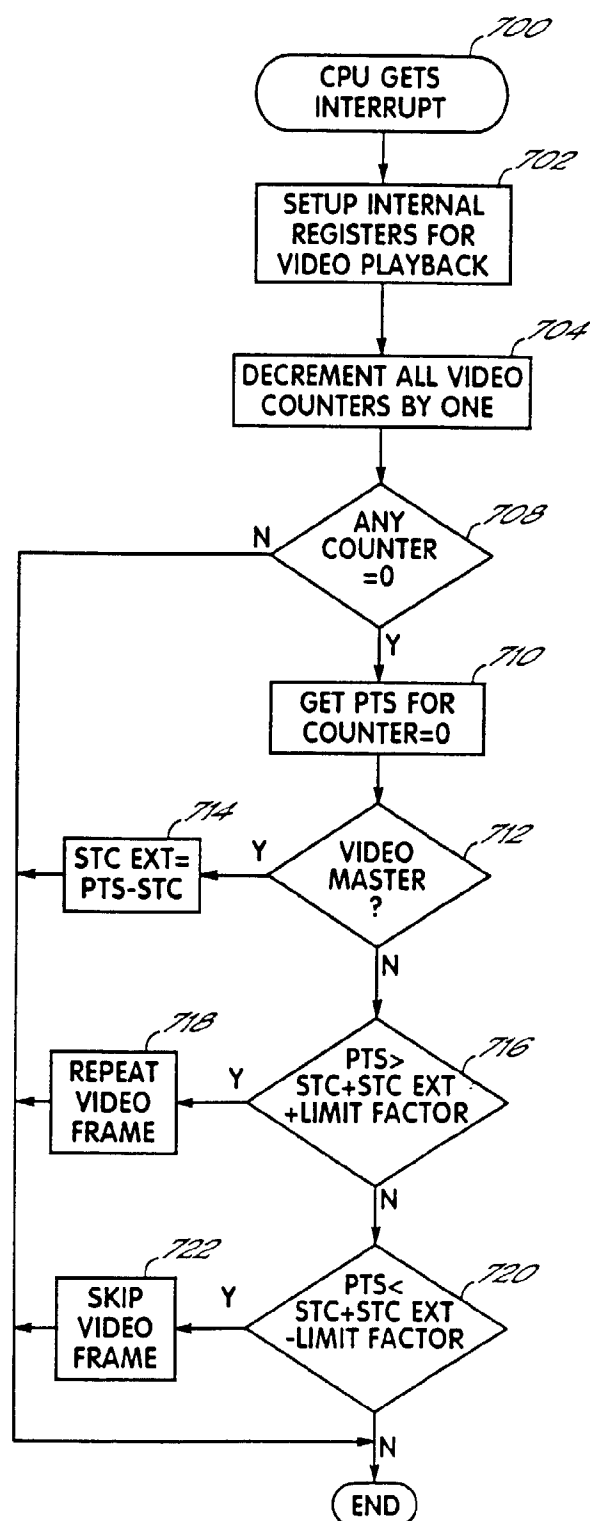 700
CPU GETS
INTERRUPT
702
SETUP INTERNAL
REGISTERS FOR
VIDEO PLAYBACK
704
DECREMENT ALL VIDEO
COUNTERS BY ONE
708
ANY
COUNTER
=0
N
Y
710
GET PTS FOR
COUNTER=0
712
VIDEO
MASTER
?
Y
714
STC EXT=
PTS-STC
N
716
PTS>
STC+STC EXT
+LIMIT FACTOR
Y
718
REPEAT
VIDEO
FRAME
N
720
PTS<
STC+STC EXT
-LIMIT FACTOR
Y
722
SKIP
VIDEO
FRAME
N
END